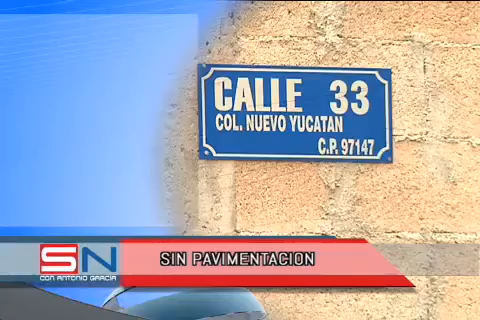 CALLE 33
COL. NUEVO YUCATAN
C.P. 97147
SN
CON ANTONIO GARCIA
SIN PAVIMENTACION